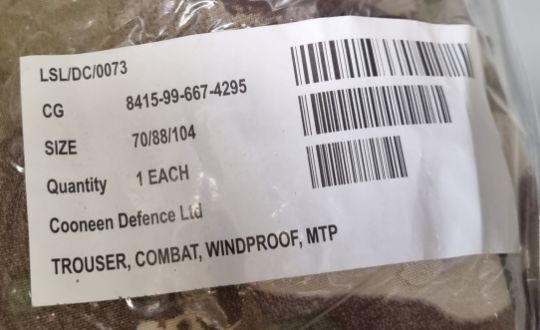 LSL/DC/0073
CG 8415-99-667-4295
SIZE 70/88/104
Quantity 1 EACH
Cooneen Defence Ltd
TROUSER, COMBAT, WINDPROOF, MTP